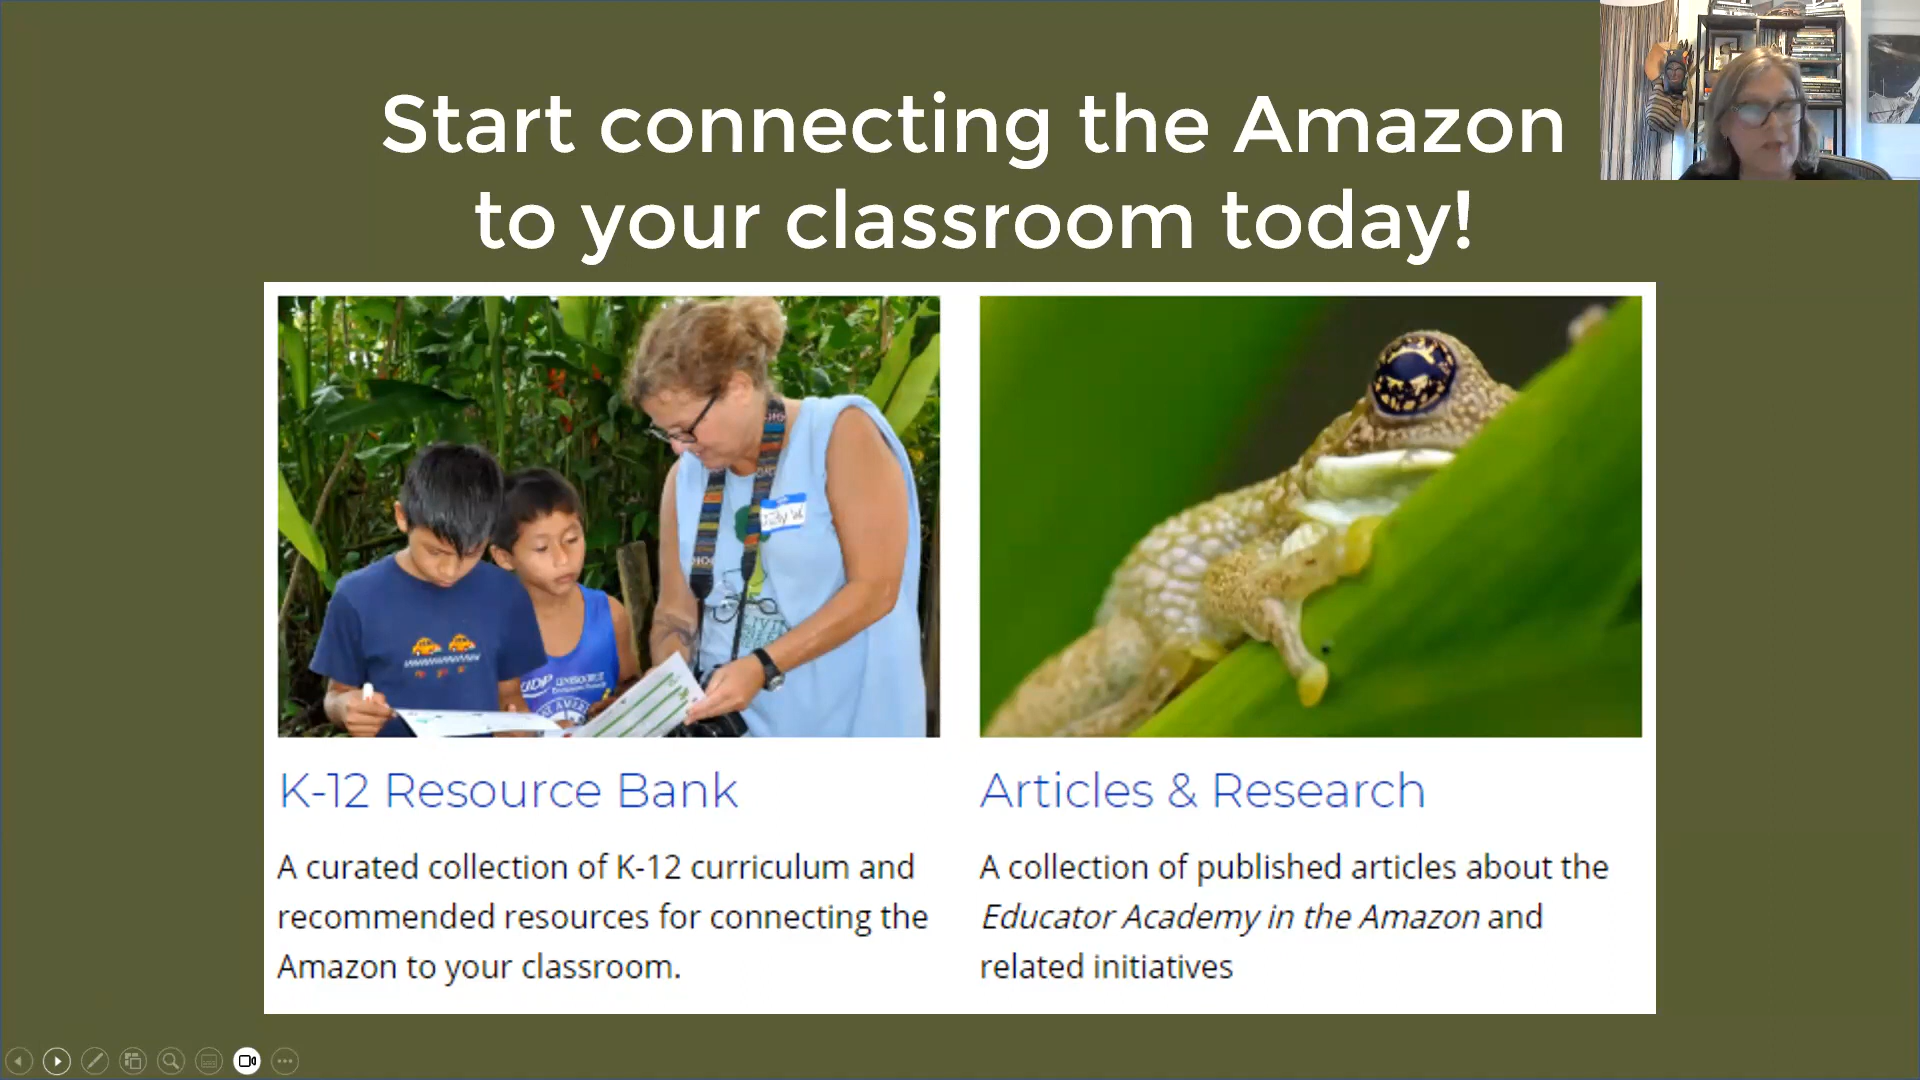 Start connecting the Amazon
to your classroom today!
K-12 Resource Bank
A curated collection of K-12 curriculum and
recommended resources for connecting the
Amazon to your classroom.
Articles & Research
A collection of published articles about the
Educator Academy in the Amazon and
related initiatives